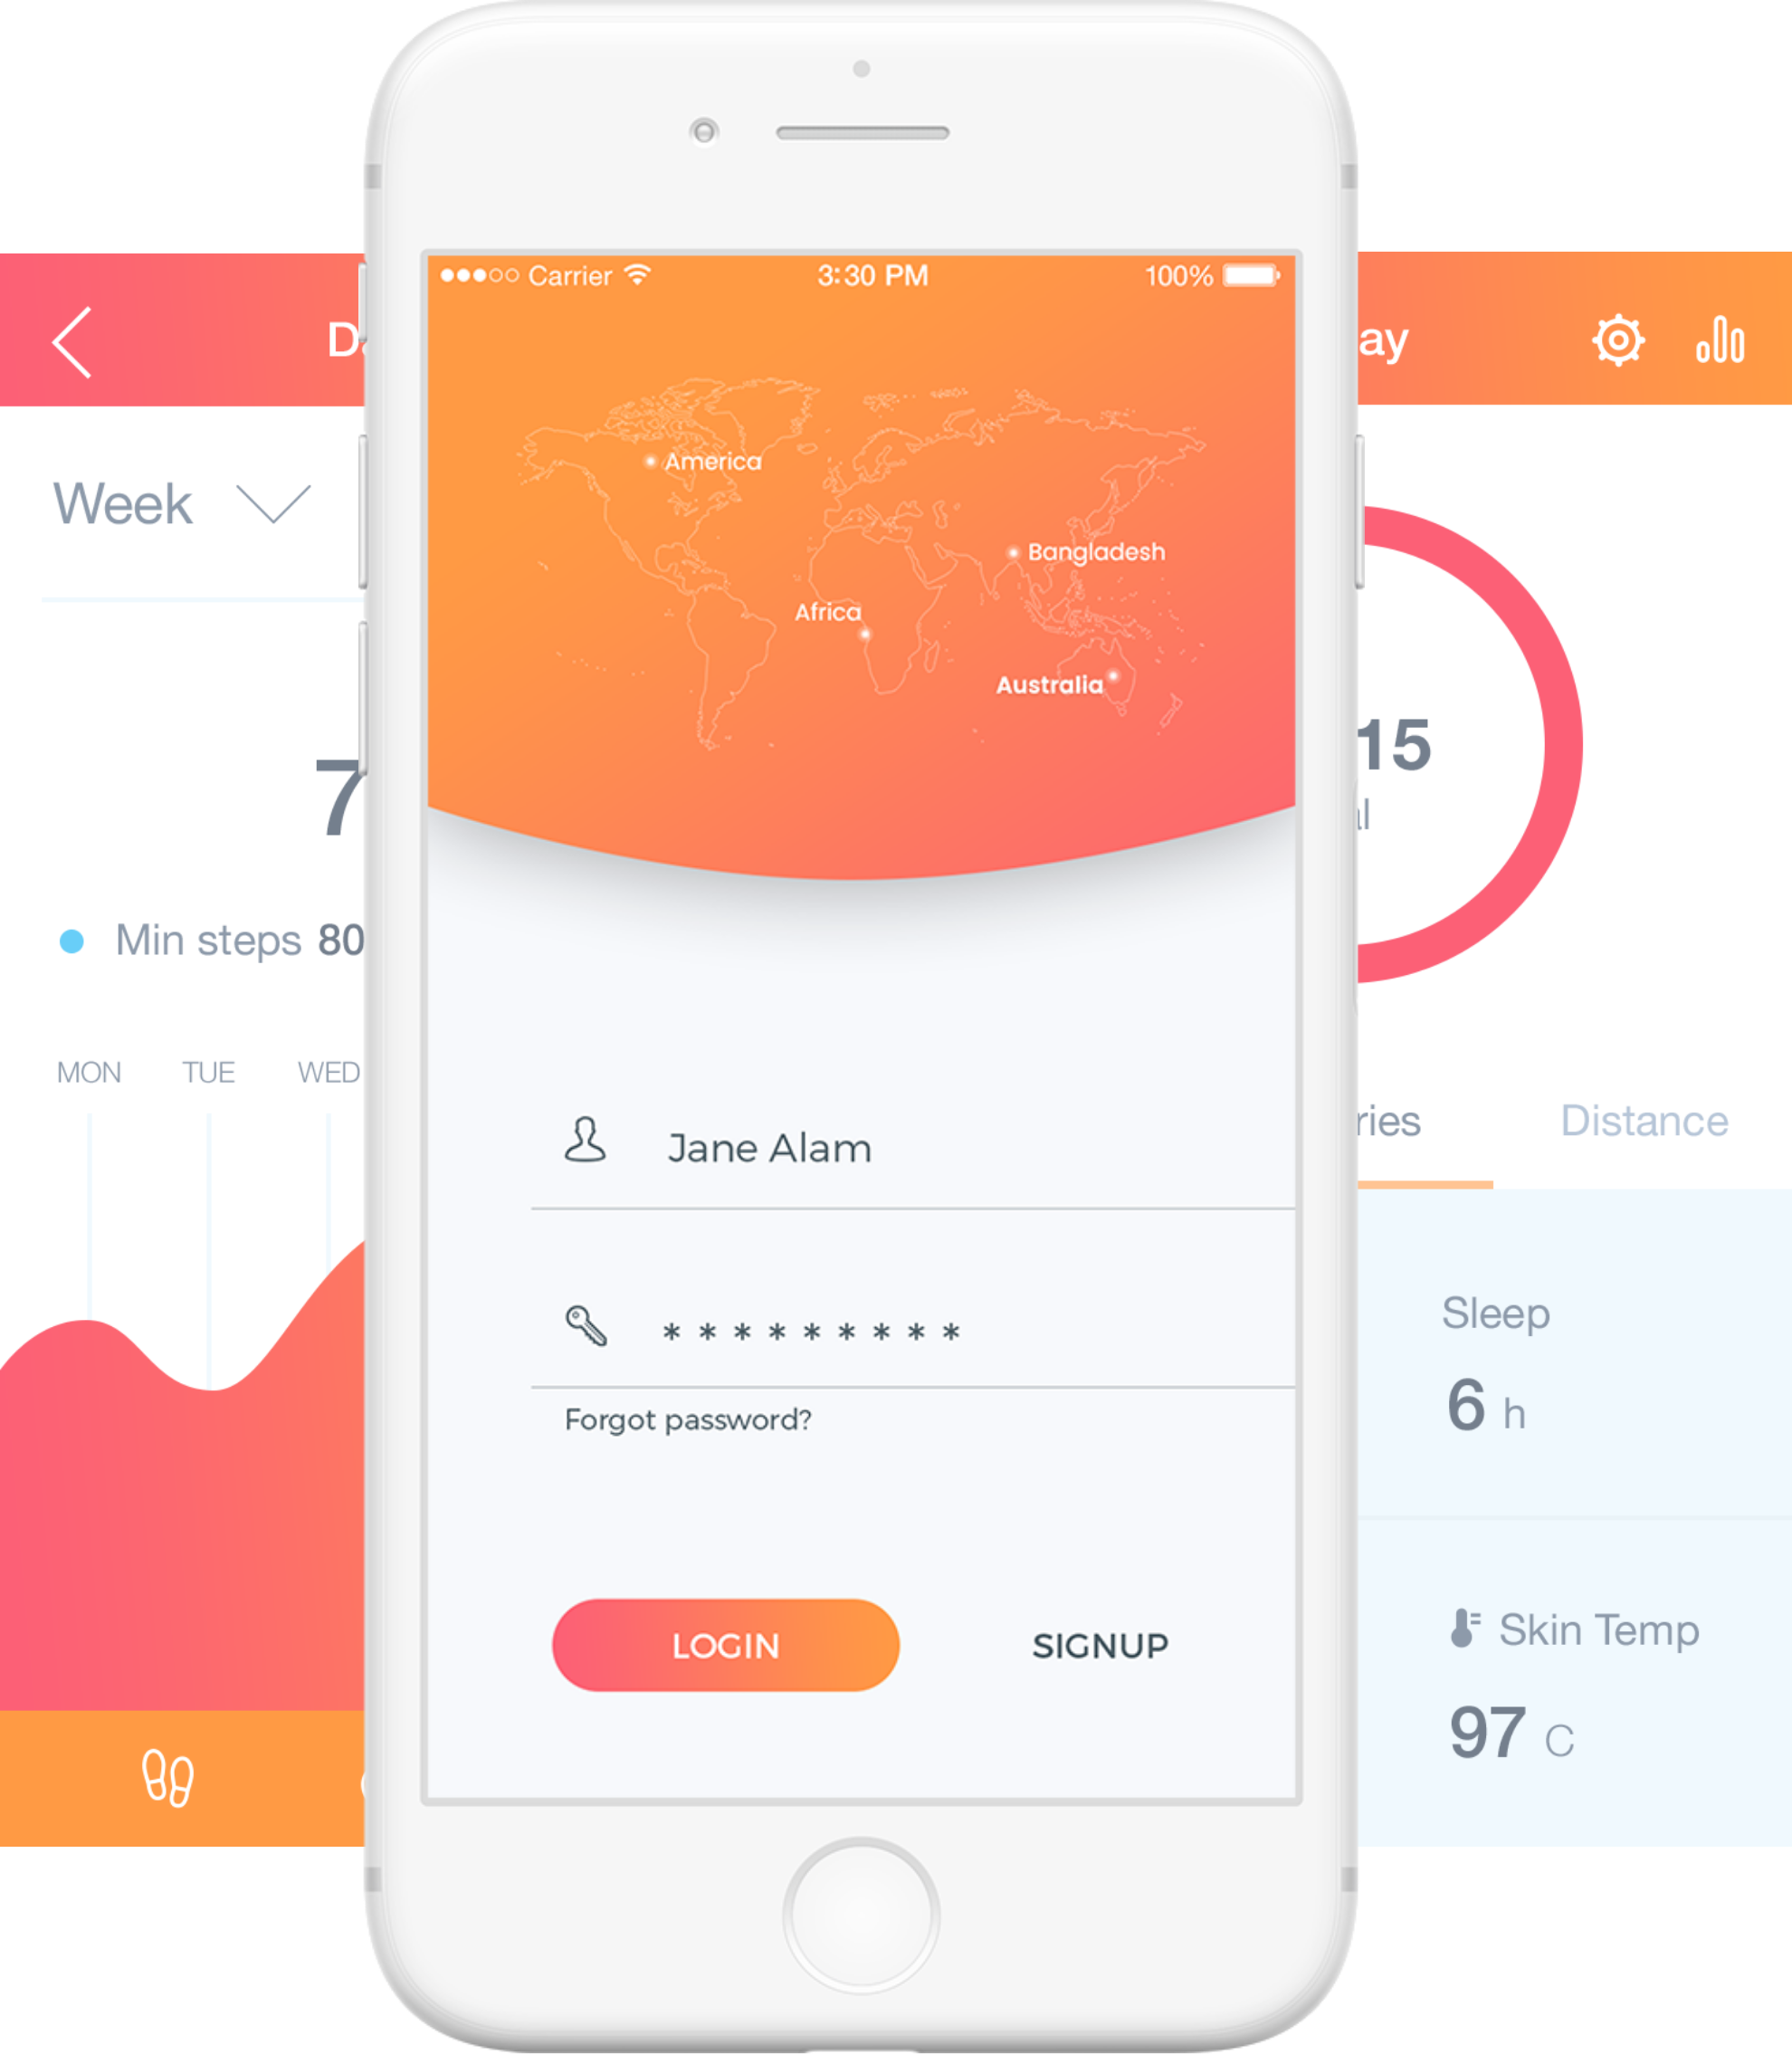 Carrier 3:30 PM 100%
America
Bangladesh
Africa
Australia
Jane Alam
* * * * * * * * *
Forgot password?
LOGIN SIGNUP
Week
7
Min steps 80
MON TUE WED
ay
15
Distance
Sleep
6 h
Skin Temp
97 C